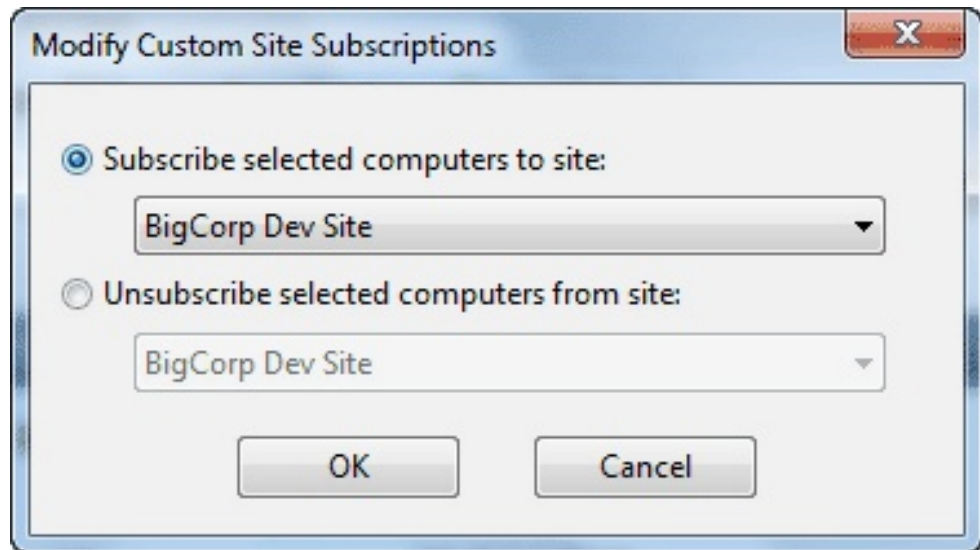 Modify Custom Site Subscriptions
Subscribe selected computers to site:
BigCorp Dev Site
Unsubscribe selected computers from site:
BigCorp Dev Site
OK
Cancel